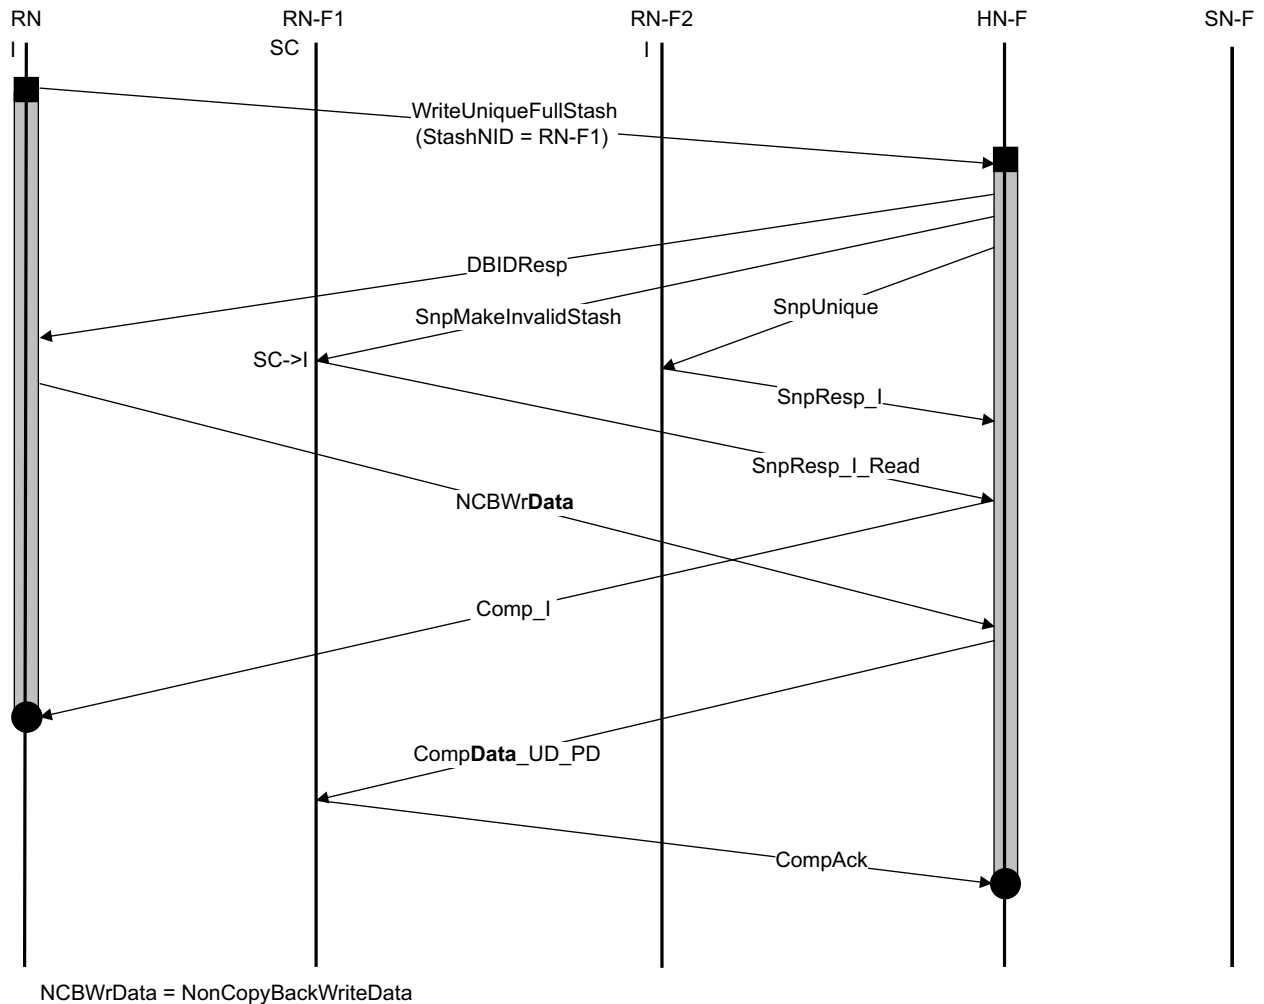 RN RN-F1 RN-F2 HN-F SN-F
I SC I
WriteUniqueFullStash
(StashNID = RN-F1)
DBIDResp
SnpUnique
SnpMakeInvalidStash
SC->I
SnpResp_I
SnpResp_I_Read
NCBWrData
Comp_I
CompData_UD_PD
CompAck
NCBWrData = NonCopyBackWriteData